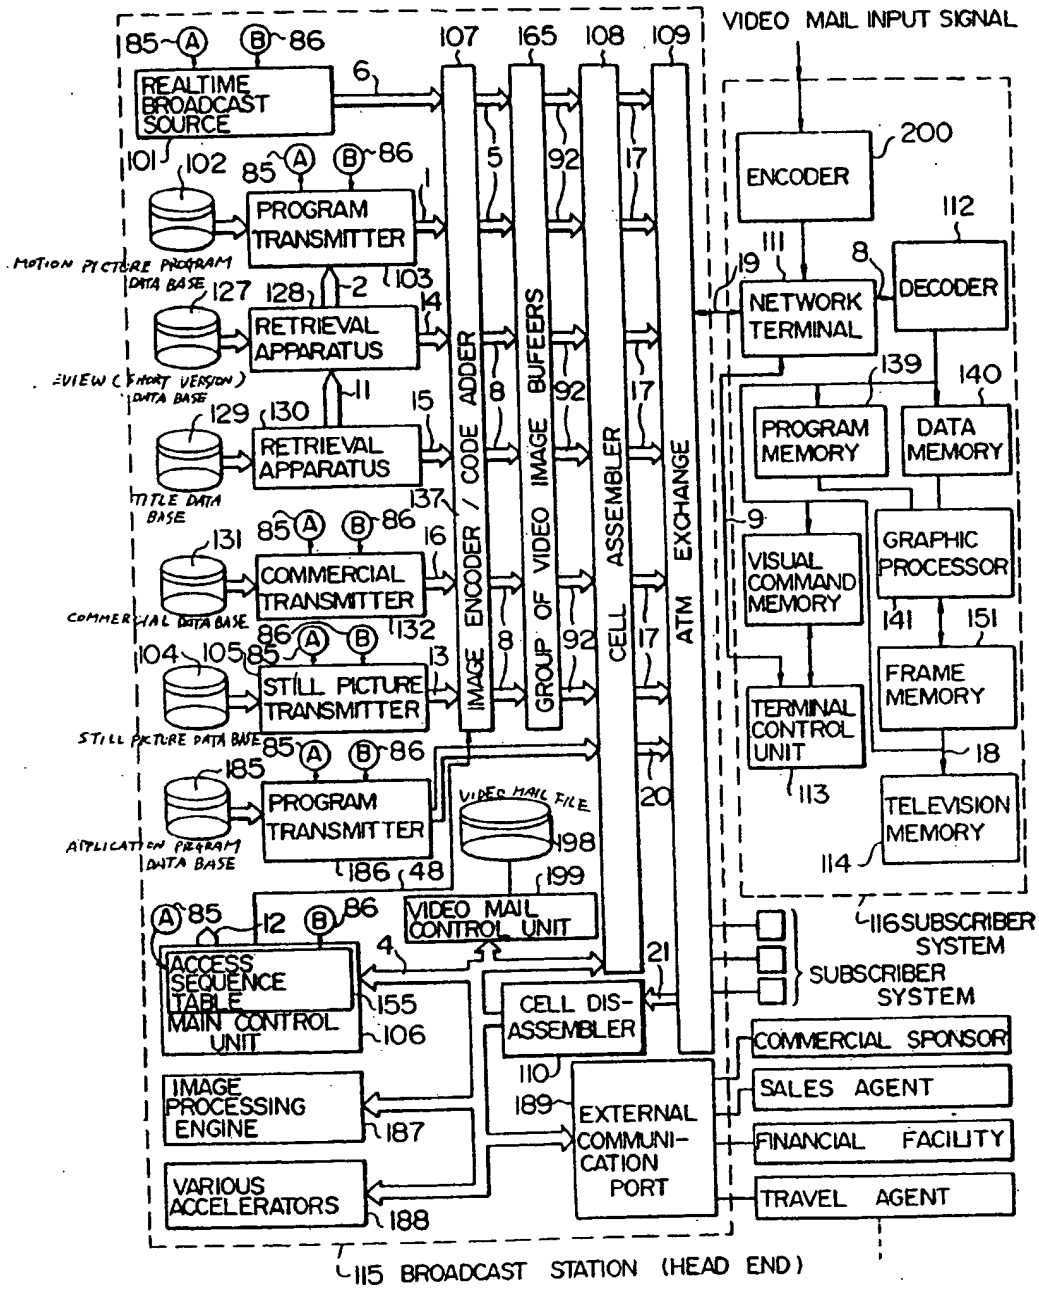 VIDEO MAIL INPUT SIGNAL
85 A B 86
107 165 108 109
REALTIME
BROADCAST
SOURCE
6
101
5 92 17
102
85 A B 86
PROGRAM
TRANSMITTER
1
103
MOTION PICTURE PROGRAM
DATA BASE
2
127
128
RETRIEVAL
APPARATUS
14
EVIEW (SHORT VERSION)
DATA BASE
11
8 92 17
129
130
RETRIEVAL
APPARATUS
15
TITLE DATA
BASE
137
131
85 A B 86
COMMERCIAL
TRANSMITTER
16
132
COMMERCIAL DATABASE
8 92 17
104
105
85 A
86 B
STILL PICTURE
TRANSMITTER
13
STILL PICTURE DATA BASE
85 A B 86
185
PROGRAM
TRANSMITTER
186
APPLICATION PROGRAM
DATA BASE
48
20
IMAGE ENCODER / CODE ADDER
GROUP OF VIDEO IMAGE BUFFERS
CELL ASSEMBLER
ATM EXCHANGE
VIDEO MAIL FILE
198
199
VIDEO MAIL
CONTROL UNIT
A 85
12
B 86
4
ACCESS
SEQUENCE
TABLE
155
MAIN CONTROL
UNIT
106
21
CELL DIS-
ASSEMBLER
110
IMAGE
PROCESSING
ENGINE
187
VARIOUS
ACCELERATORS
188
189
EXTERNAL
COMMUNI-
CATION
PORT
115 BROADCAST STATION (HEAD END)
200
ENCODER
112
111
8
19
NETWORK
TERMINAL
DECODER
139
140
PROGRAM
MEMORY
DATA
MEMORY
9
VISUAL
COMMAND
MEMORY
GRAPHIC
PROCESSOR
141
151
FRAME
MEMORY
TERMINAL
CONTROL
UNIT
113
18
TELEVISION
MEMORY
114
116 SUBSCRIBER
SYSTEM
SUBSCRIBER
SYSTEM
COMMERCIAL SPONSOR
SALES AGENT
FINANCIAL FACILITY
TRAVEL AGENT